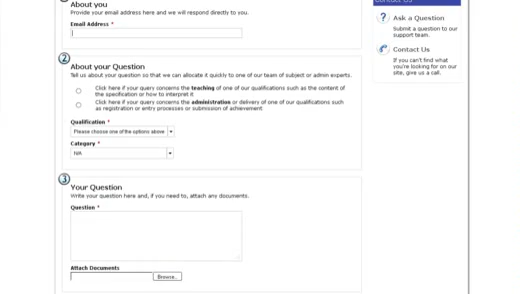 About you
Provide your email address here and we will respond directly to you.
Email Address *
2
About your Question
Tell us about your question so that we can allocate it quickly to one of our team of subject or admin experts.
Click here if your query concerns the teaching of one of our qualifications such as the content of
the specification or how to interpret it
Click here if your query concerns the administration or delivery of one of our qualifications such
as registration or entry processes or submission of achievement
Qualification *
Please choose one of the options above
Category *
N/A
3
Your Question
Write your question here and, if you need to, attach any documents.
Question *
Attach Documents
Browse..
Contact Us
Ask a Question
Submit a question to our
support team.
Contact Us
If you can't find what
you're looking for on our
site, give us a call.